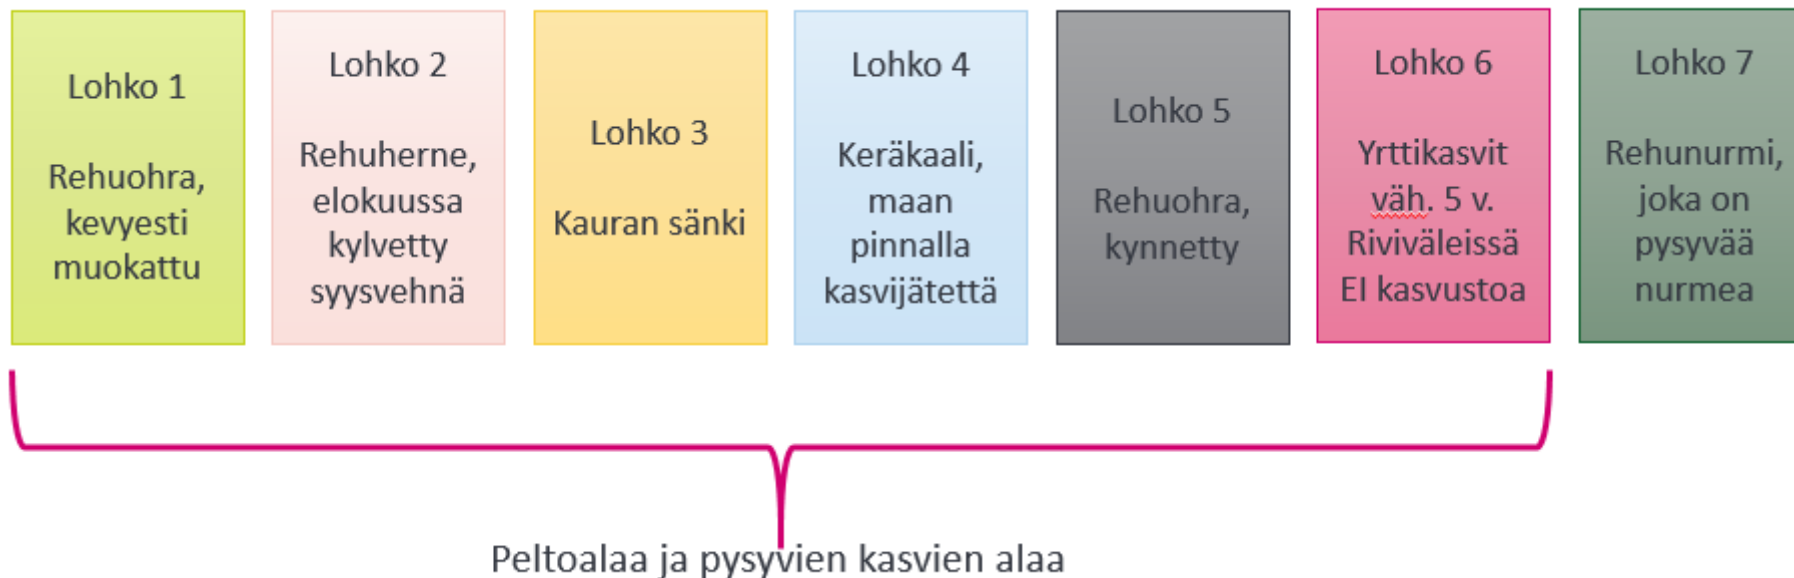 Lohko 1
Rehuohra,
kevyesti
muokattu
Lohko 2
Rehuherne,
elokuussa
kylvetty
syysvehnä
Lohko 3
Kauran sänki
Lohko 4
Keräkaali,
maan
pinnalla
kasvijätettä
Lohko 5
Rehuohra,
kynnetty
Lohko 6
Yrttikasvit
väh. 5 v.
Riviväleissä
EI kasvustoa
Lohko 7
Rehunurmi,
joka on
pysyvää
nurmea
Peltoalaa ja pysyvien kasvien alaa